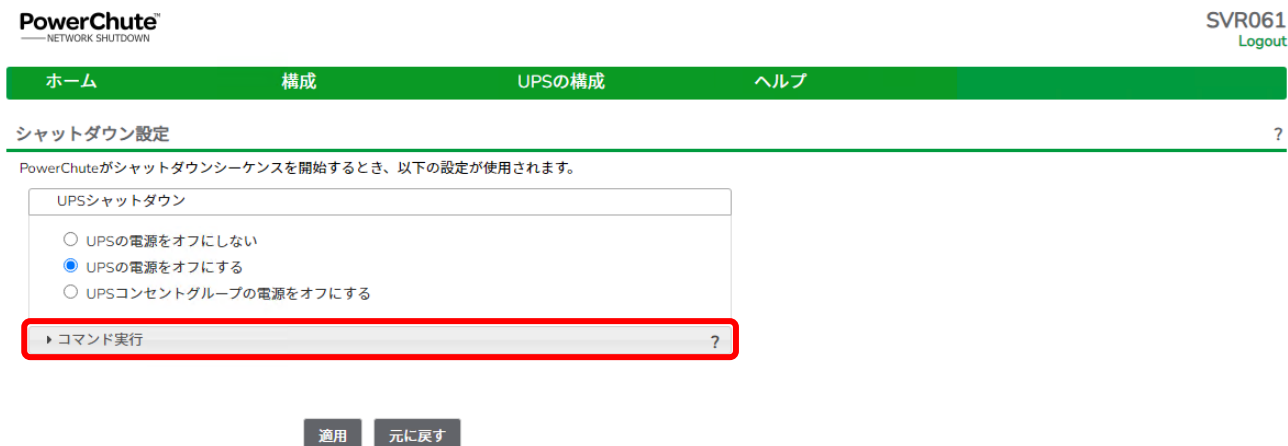 PowerChute™
NETWORK SHUTDOWN
SVR061
Logout
ホーム 構成 UPSの構成 ヘルプ
シャットダウン設定 ?
PowerChuteがシャットダウンシーケンスを開始するとき、以下の設定が使用されます。
UPSシャットダウン
UPSの電源をオフにしない
UPSの電源をオフにする
UPSコンセントグループの電源をオフにする
コマンド実行 ?
適用 元に戻す